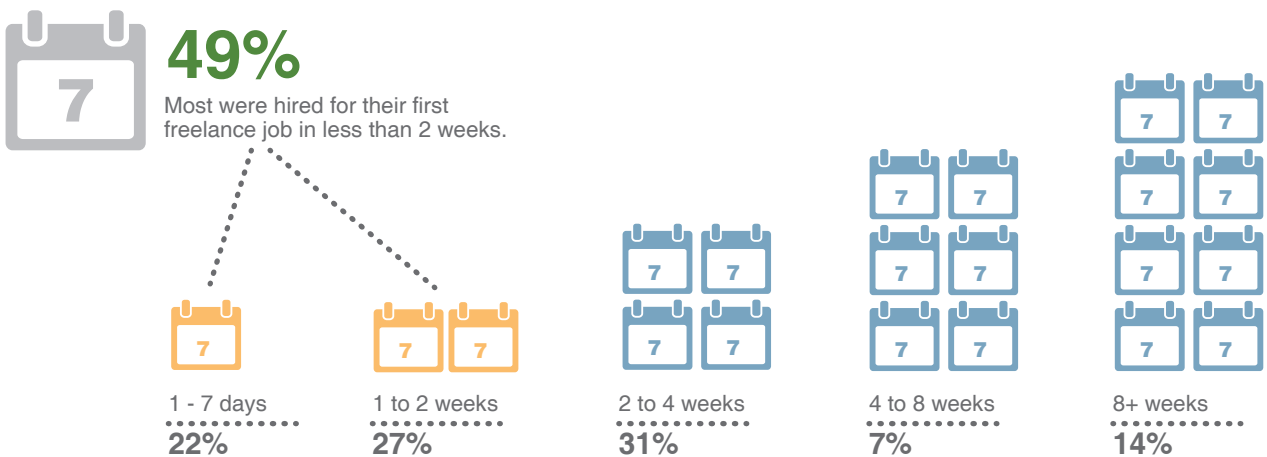 7
49%
Most were hired for their first
freelance job in less than 2 weeks.
7 7
7 7 7 7
7 7 7 7 7 7
7 7 7 7 7 7 7 7 7
1 - 7 days 1 to 2 weeks 2 to 4 weeks 4 to 8 weeks 8+ weeks
22% 27% 31% 7% 14%